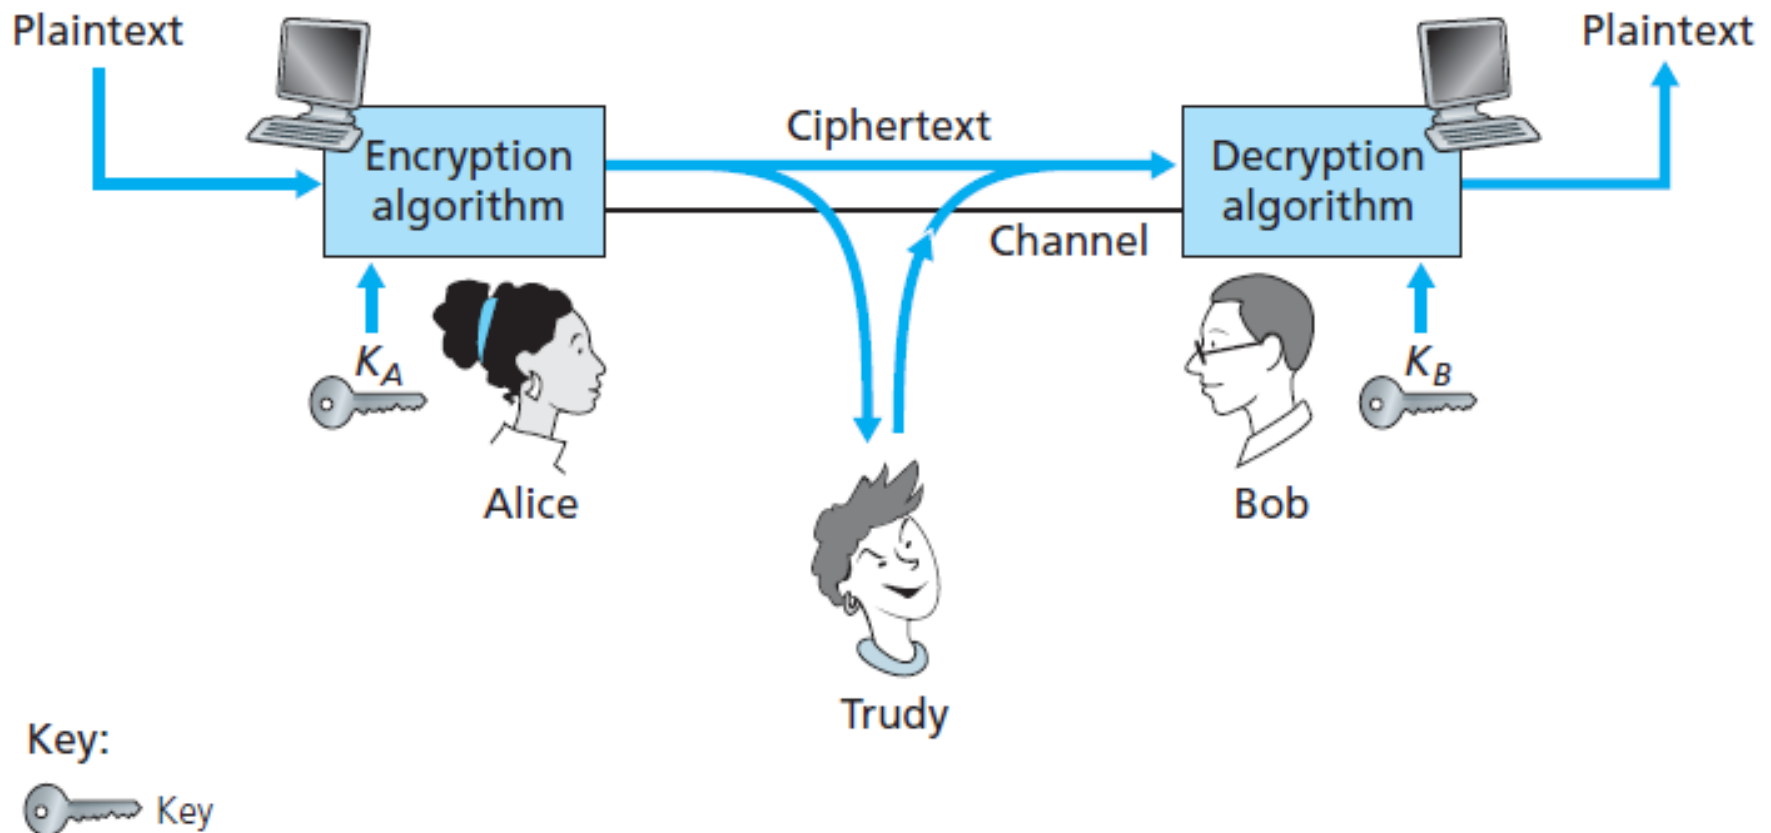 Plaintext
Plaintext
Ciphertext
Encryption
algorithm
Decryption
algorithm
Channel
KA
KB
Alice
Bob
Trudy
Key:
Key